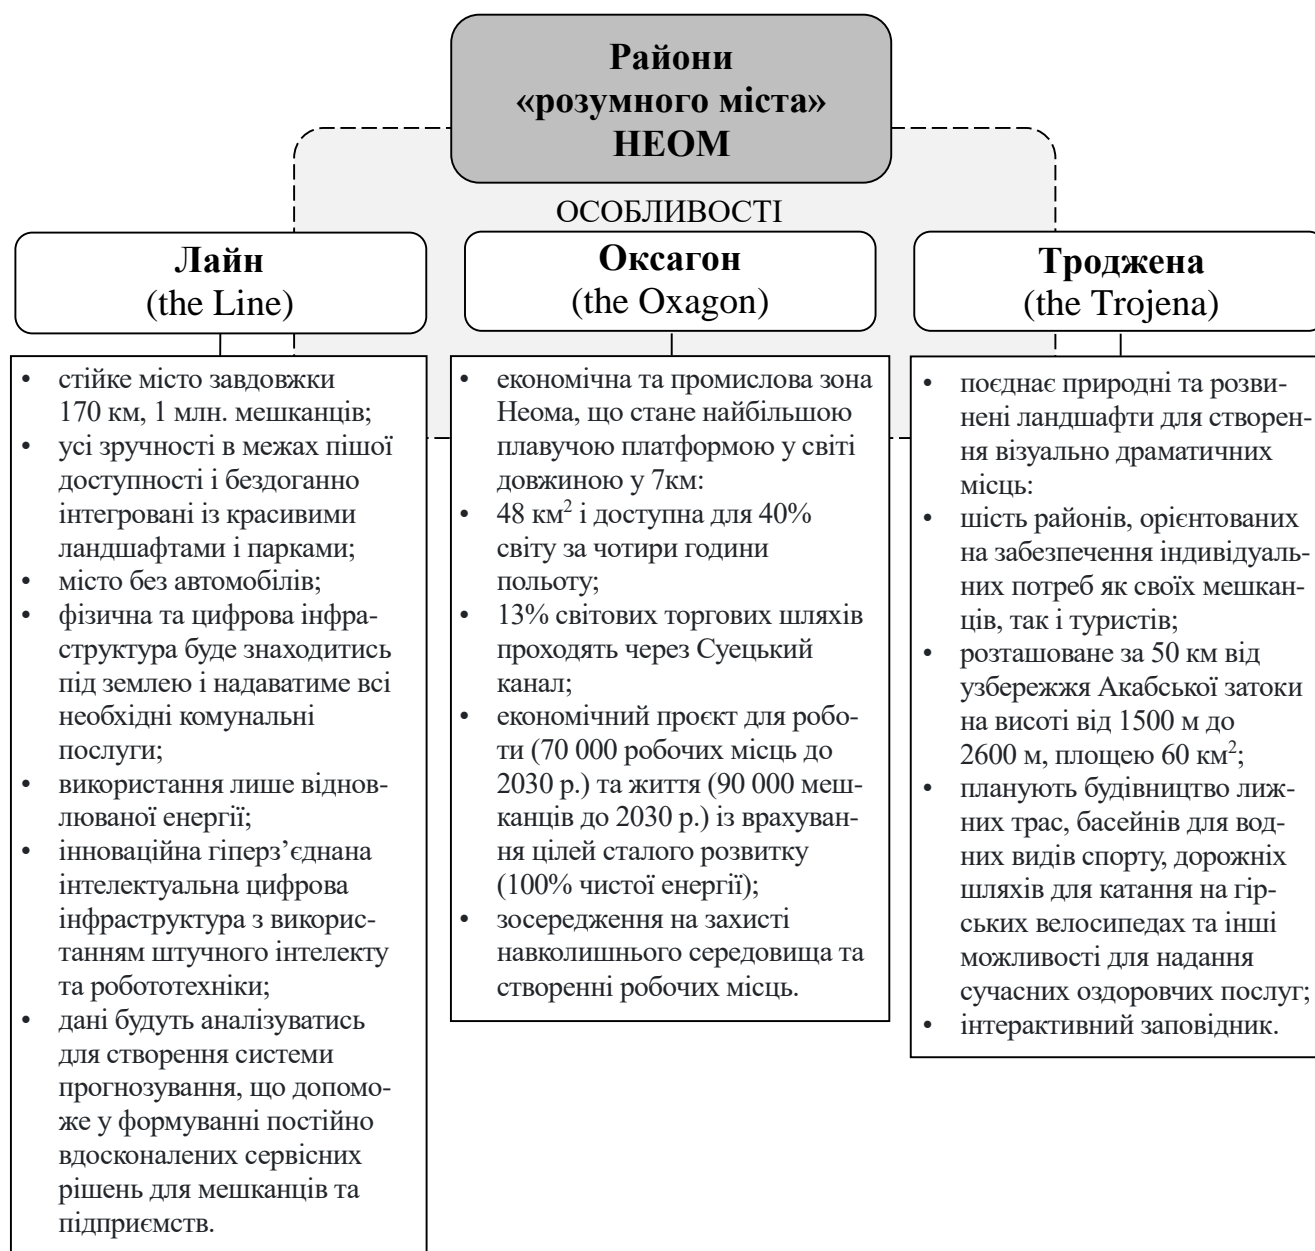 Райони
«розумного міста»
НЕОМ
ОСОБЛИВОСТІ
Лайн
(the Line)
• стійке місто завдовжки
170 км, 1 млн. мешканців;
• усі зручності в межах пішої
доступності і бездоганно
інтегровані із красивими
ландшафтами і парками;
• місто без автомобілів;
• фізична та цифрова інфра-
структура буде знаходитись
під землею і надаватиме всі
необхідні комунальні
послуги;
• використання лише віднов-
люваної енергії;
• інноваційна гіперз’єднана
інтелектуальна цифрова
інфраструктура з викорис-
танням штучного інтелекту
та робототехніки;
• дані будуть аналізуватись
для створення системи
прогнозування, що допомо-
же у формуванні постійно
вдосконалених сервісних
рішень для мешканців та
підприємств.
Оксагон
(the Oxagon)
• економічна та промислова зона
Неома, що стане найбільшою
плавучою платформою у світі
довжиною у 7км:
• 48 км² і доступна для 40%
світу за чотири години
польоту;
• 13% світових торгових шляхів
проходять через Суецький
канал;
• економічний проєкт для робо-
ти (70 000 робочих місць до
2030 р.) та життя (90 000 меш-
канців до 2030 р.) із врахуван-
ня цілей сталого розвитку
(100% чистої енергії);
• зосередження на захисті
навколишнього середовища та
створенні робочих місць.
Троджена
(the Trojena)
• поєднає природні та розви-
нені ландшафти для створен-
ня візуально драматичних
місць:
• шість районів, орієнтованих
на забезпечення індивідуаль-
них потреб як своїх мешкан-
ців, так і туристів;
• розташоване за 50 км від
узбережжя Акабської затоки
на висоті від 1500 м до
2600 м, площею 60 км²;
• планують будівництво лиж-
них трас, басейнів для вод-
них видів спорту, дорожніх
шляхів для катання на гір-
ських велосипедах та інші
можливості для надання
сучасних оздоровчих послуг;
• інтерактивний заповідник.